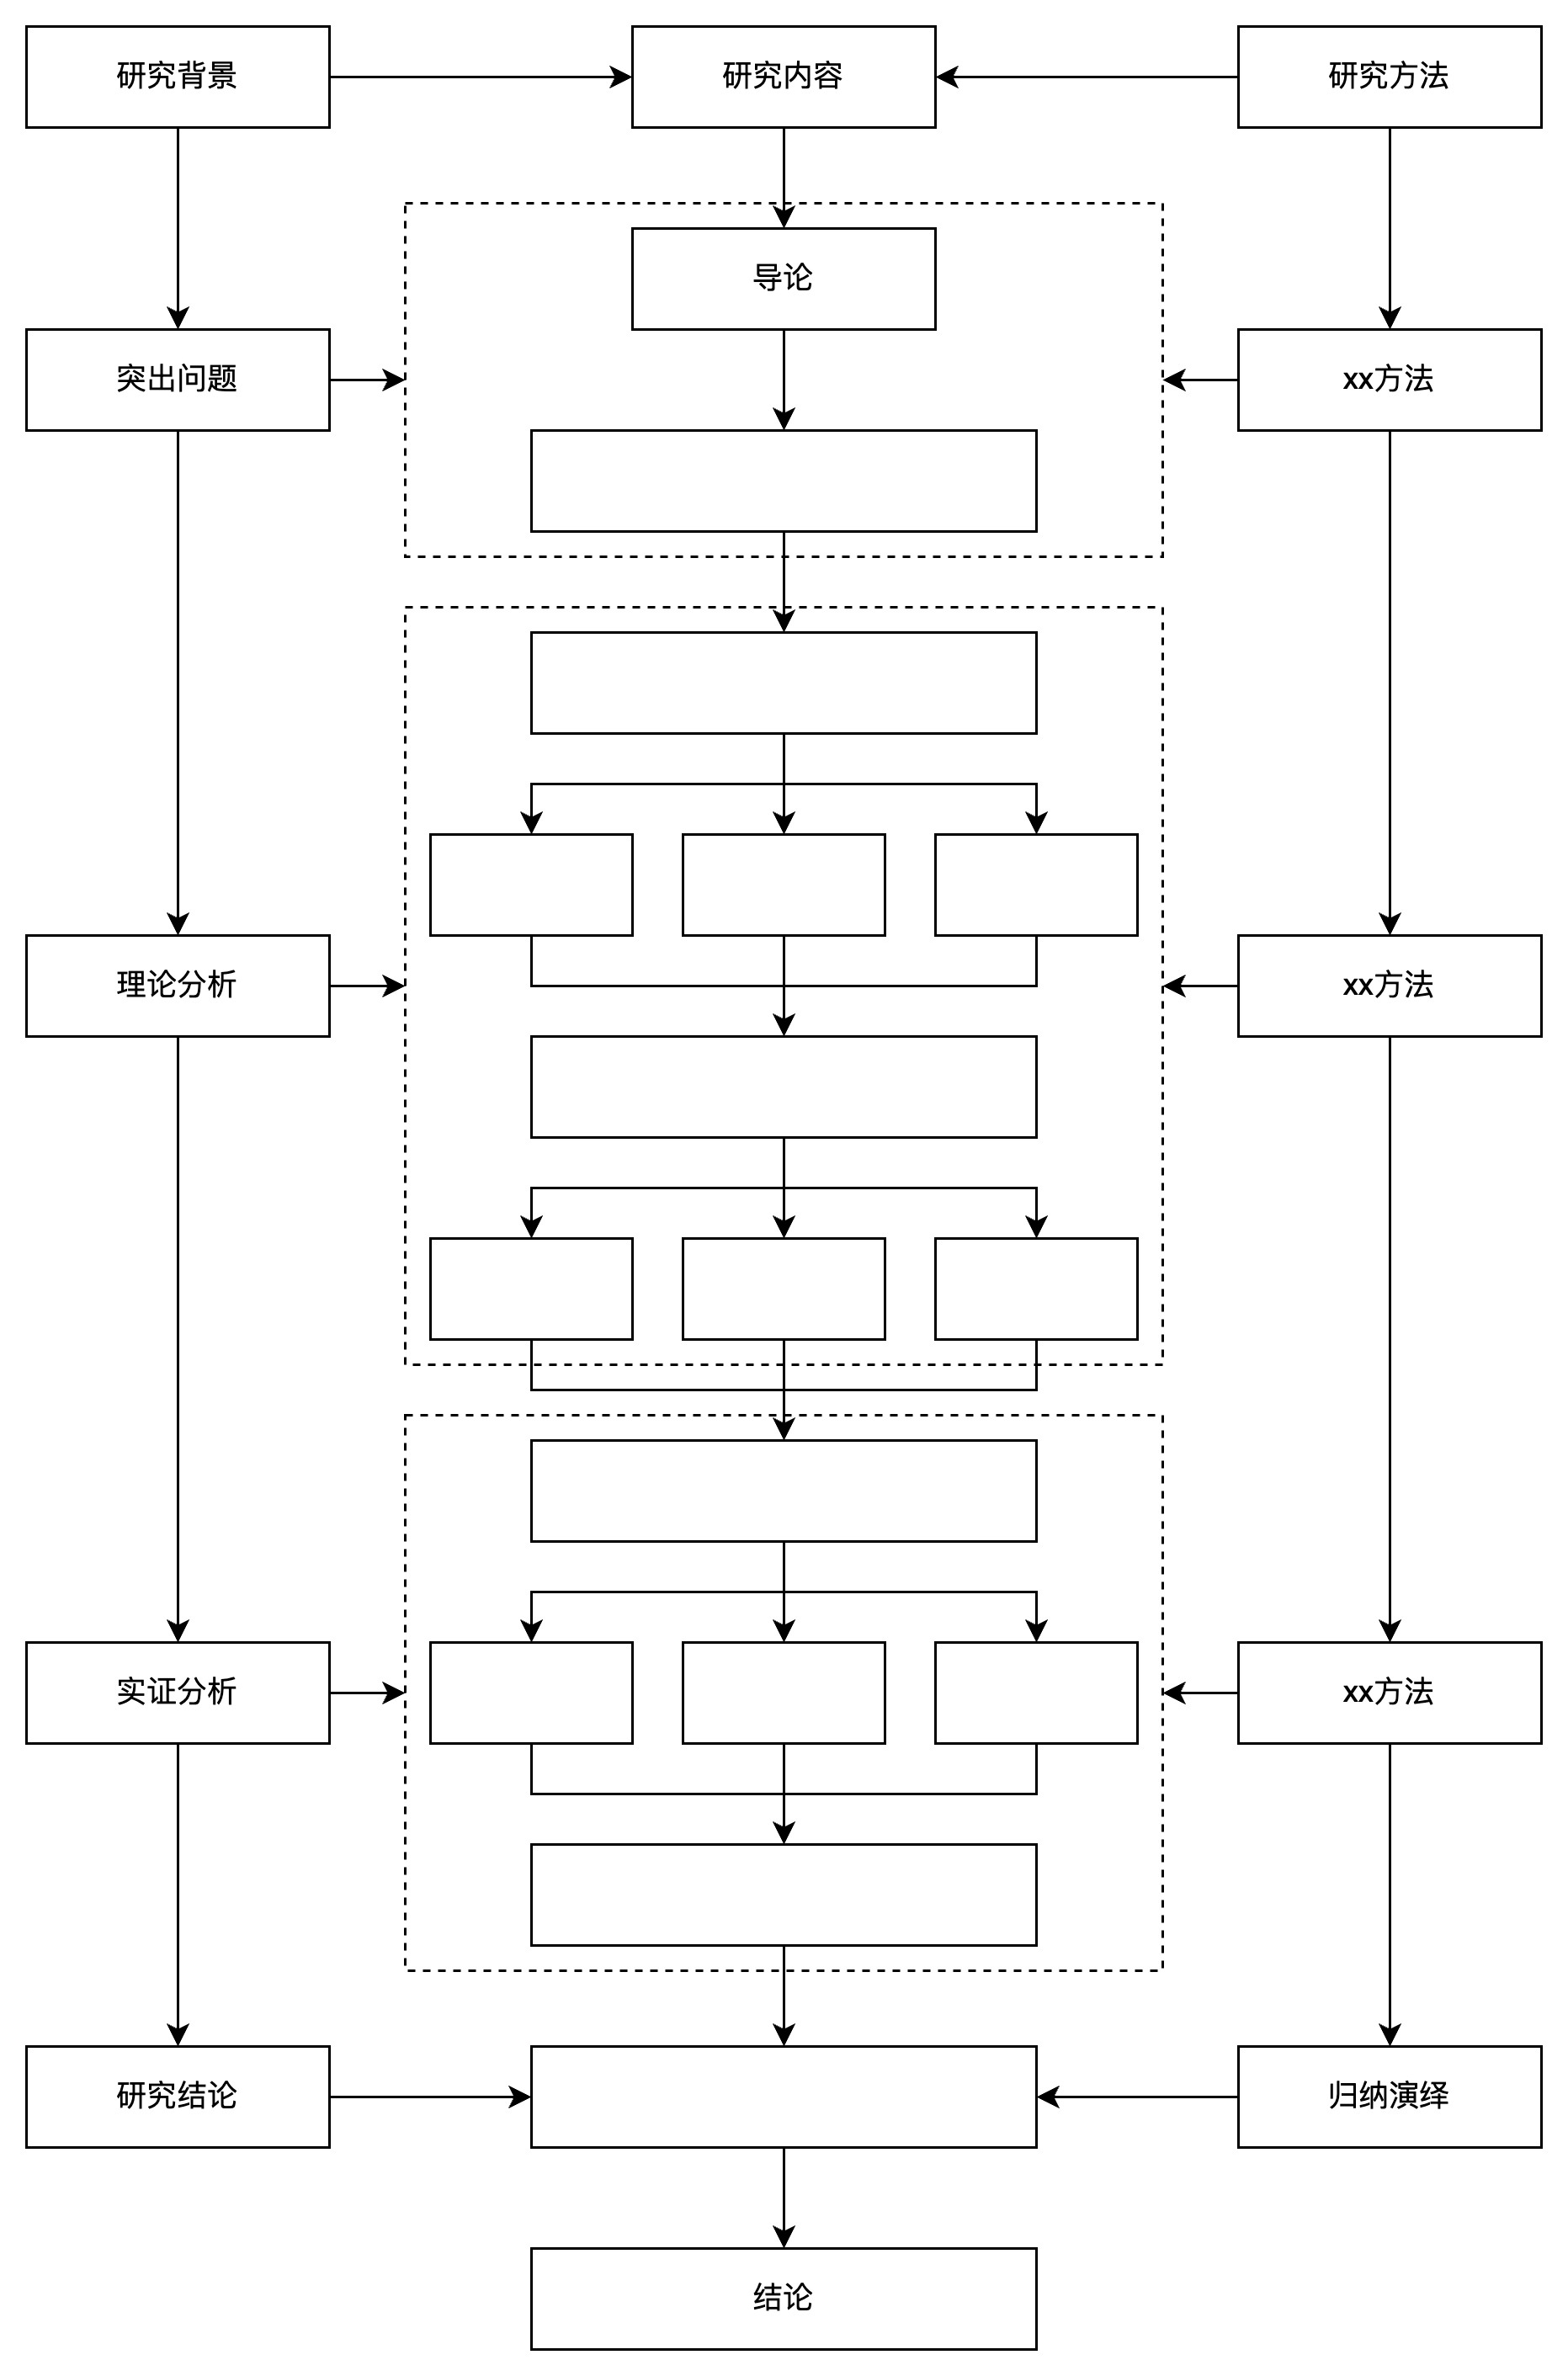 研究背景
研究内容
研究方法
导论
突出问题
xx方法
理论分析
xx方法
实证分析
xx方法
研究结论
归纳演绎
结论